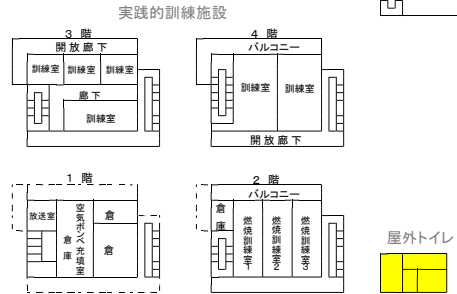 実践的訓練施設
3 階
開放廊下
訓練室 訓練室 訓練室
廊下
訓練室
4 階
バルコニー
訓練室 訓練室
開放廊下
1 階
放送室
倉庫
空気ボンベ充填室
倉
倉
2 階
バルコニー
倉庫
燃焼訓練室1
燃焼訓練室2
燃焼訓練室3
屋外トイレ